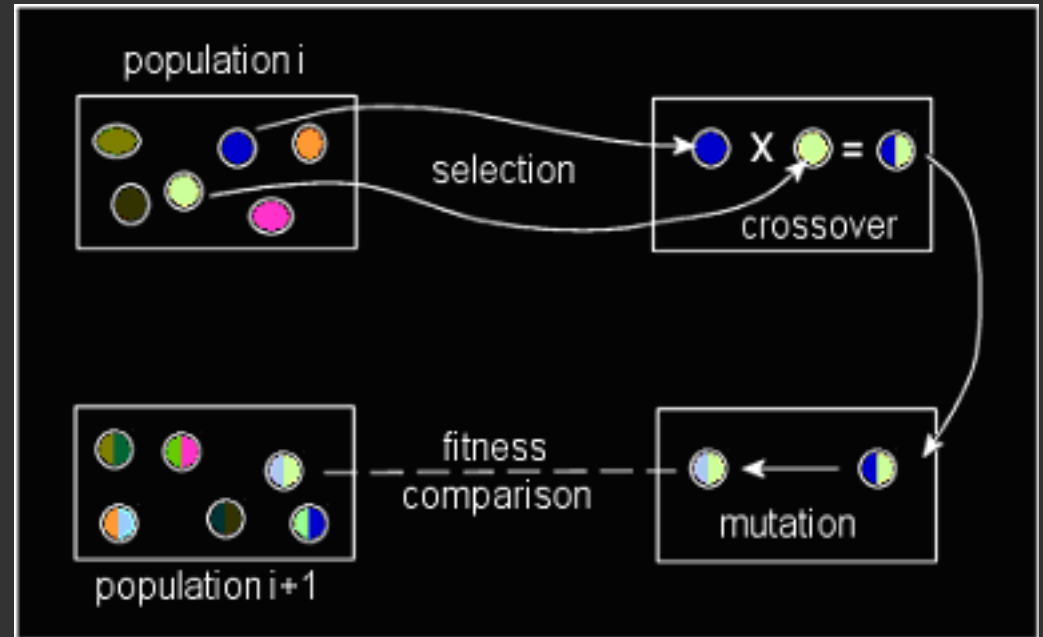 population i
selection
X =
crossover
fitness
comparison
mutation
population i+1